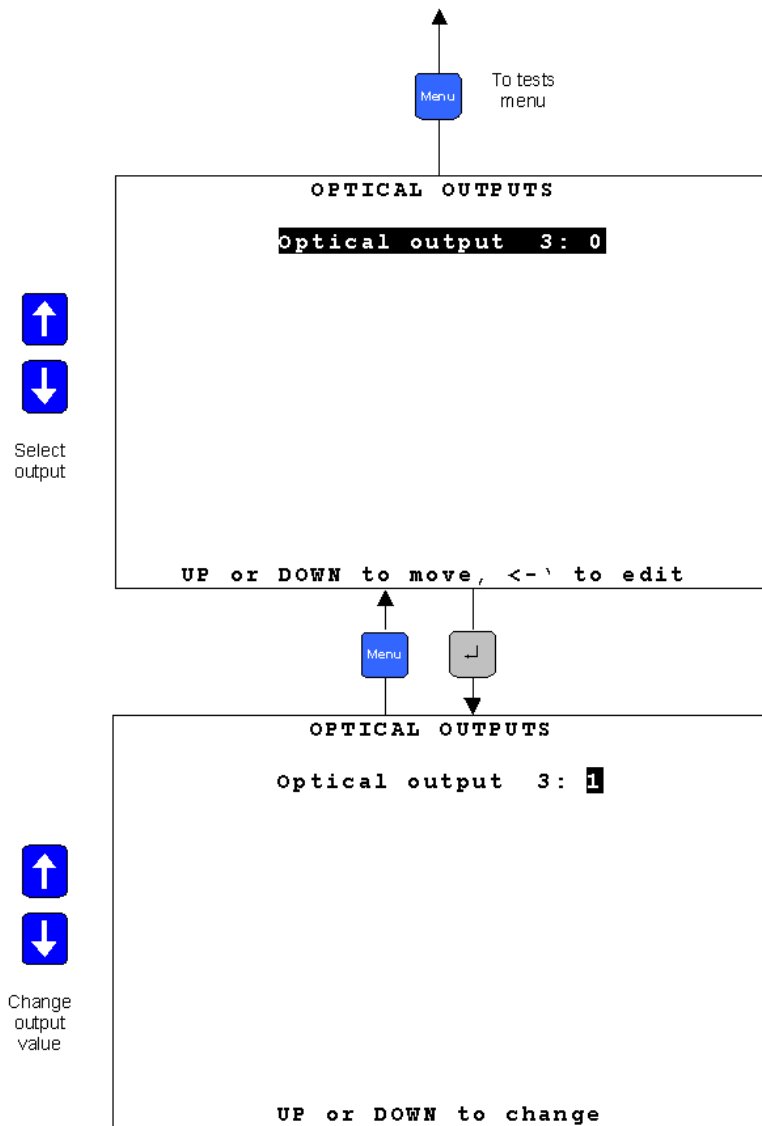 Menu
To tests
menu
OPTICAL OUTPUTS
Optical output 3: 0
Select
output
UP or DOWN to move, <-` to edit
Menu
OPTICAL OUTPUTS
Optical output 3: 1
Change
output
value
UP or DOWN to change